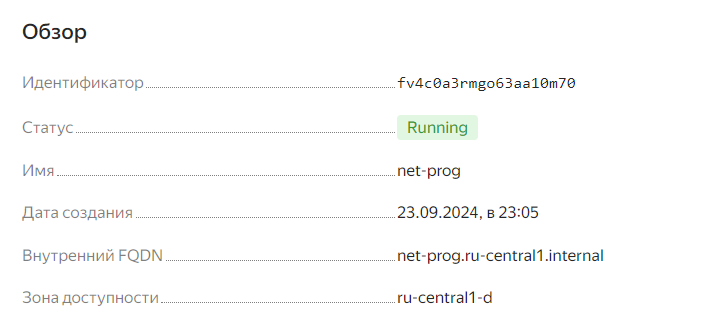 Обзор
Идентификатор fv4c0a3rmgo63aa10m70
Статус Running
Имя net-prog
Дата создания 23.09.2024, в 23:05
Внутренний FQDN net-prog.ru-central1.internal
Зона доступности ru-central1-d